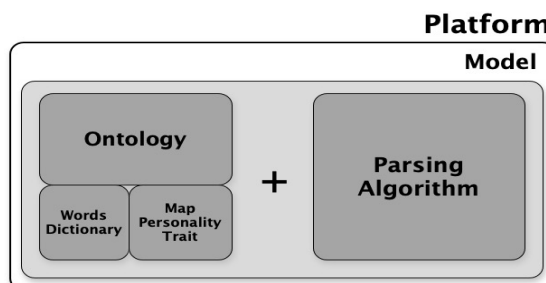 Platform
Model
Ontology
Words
Dictionary
Map
Personality
Trait
+
Parsing
Algorithm